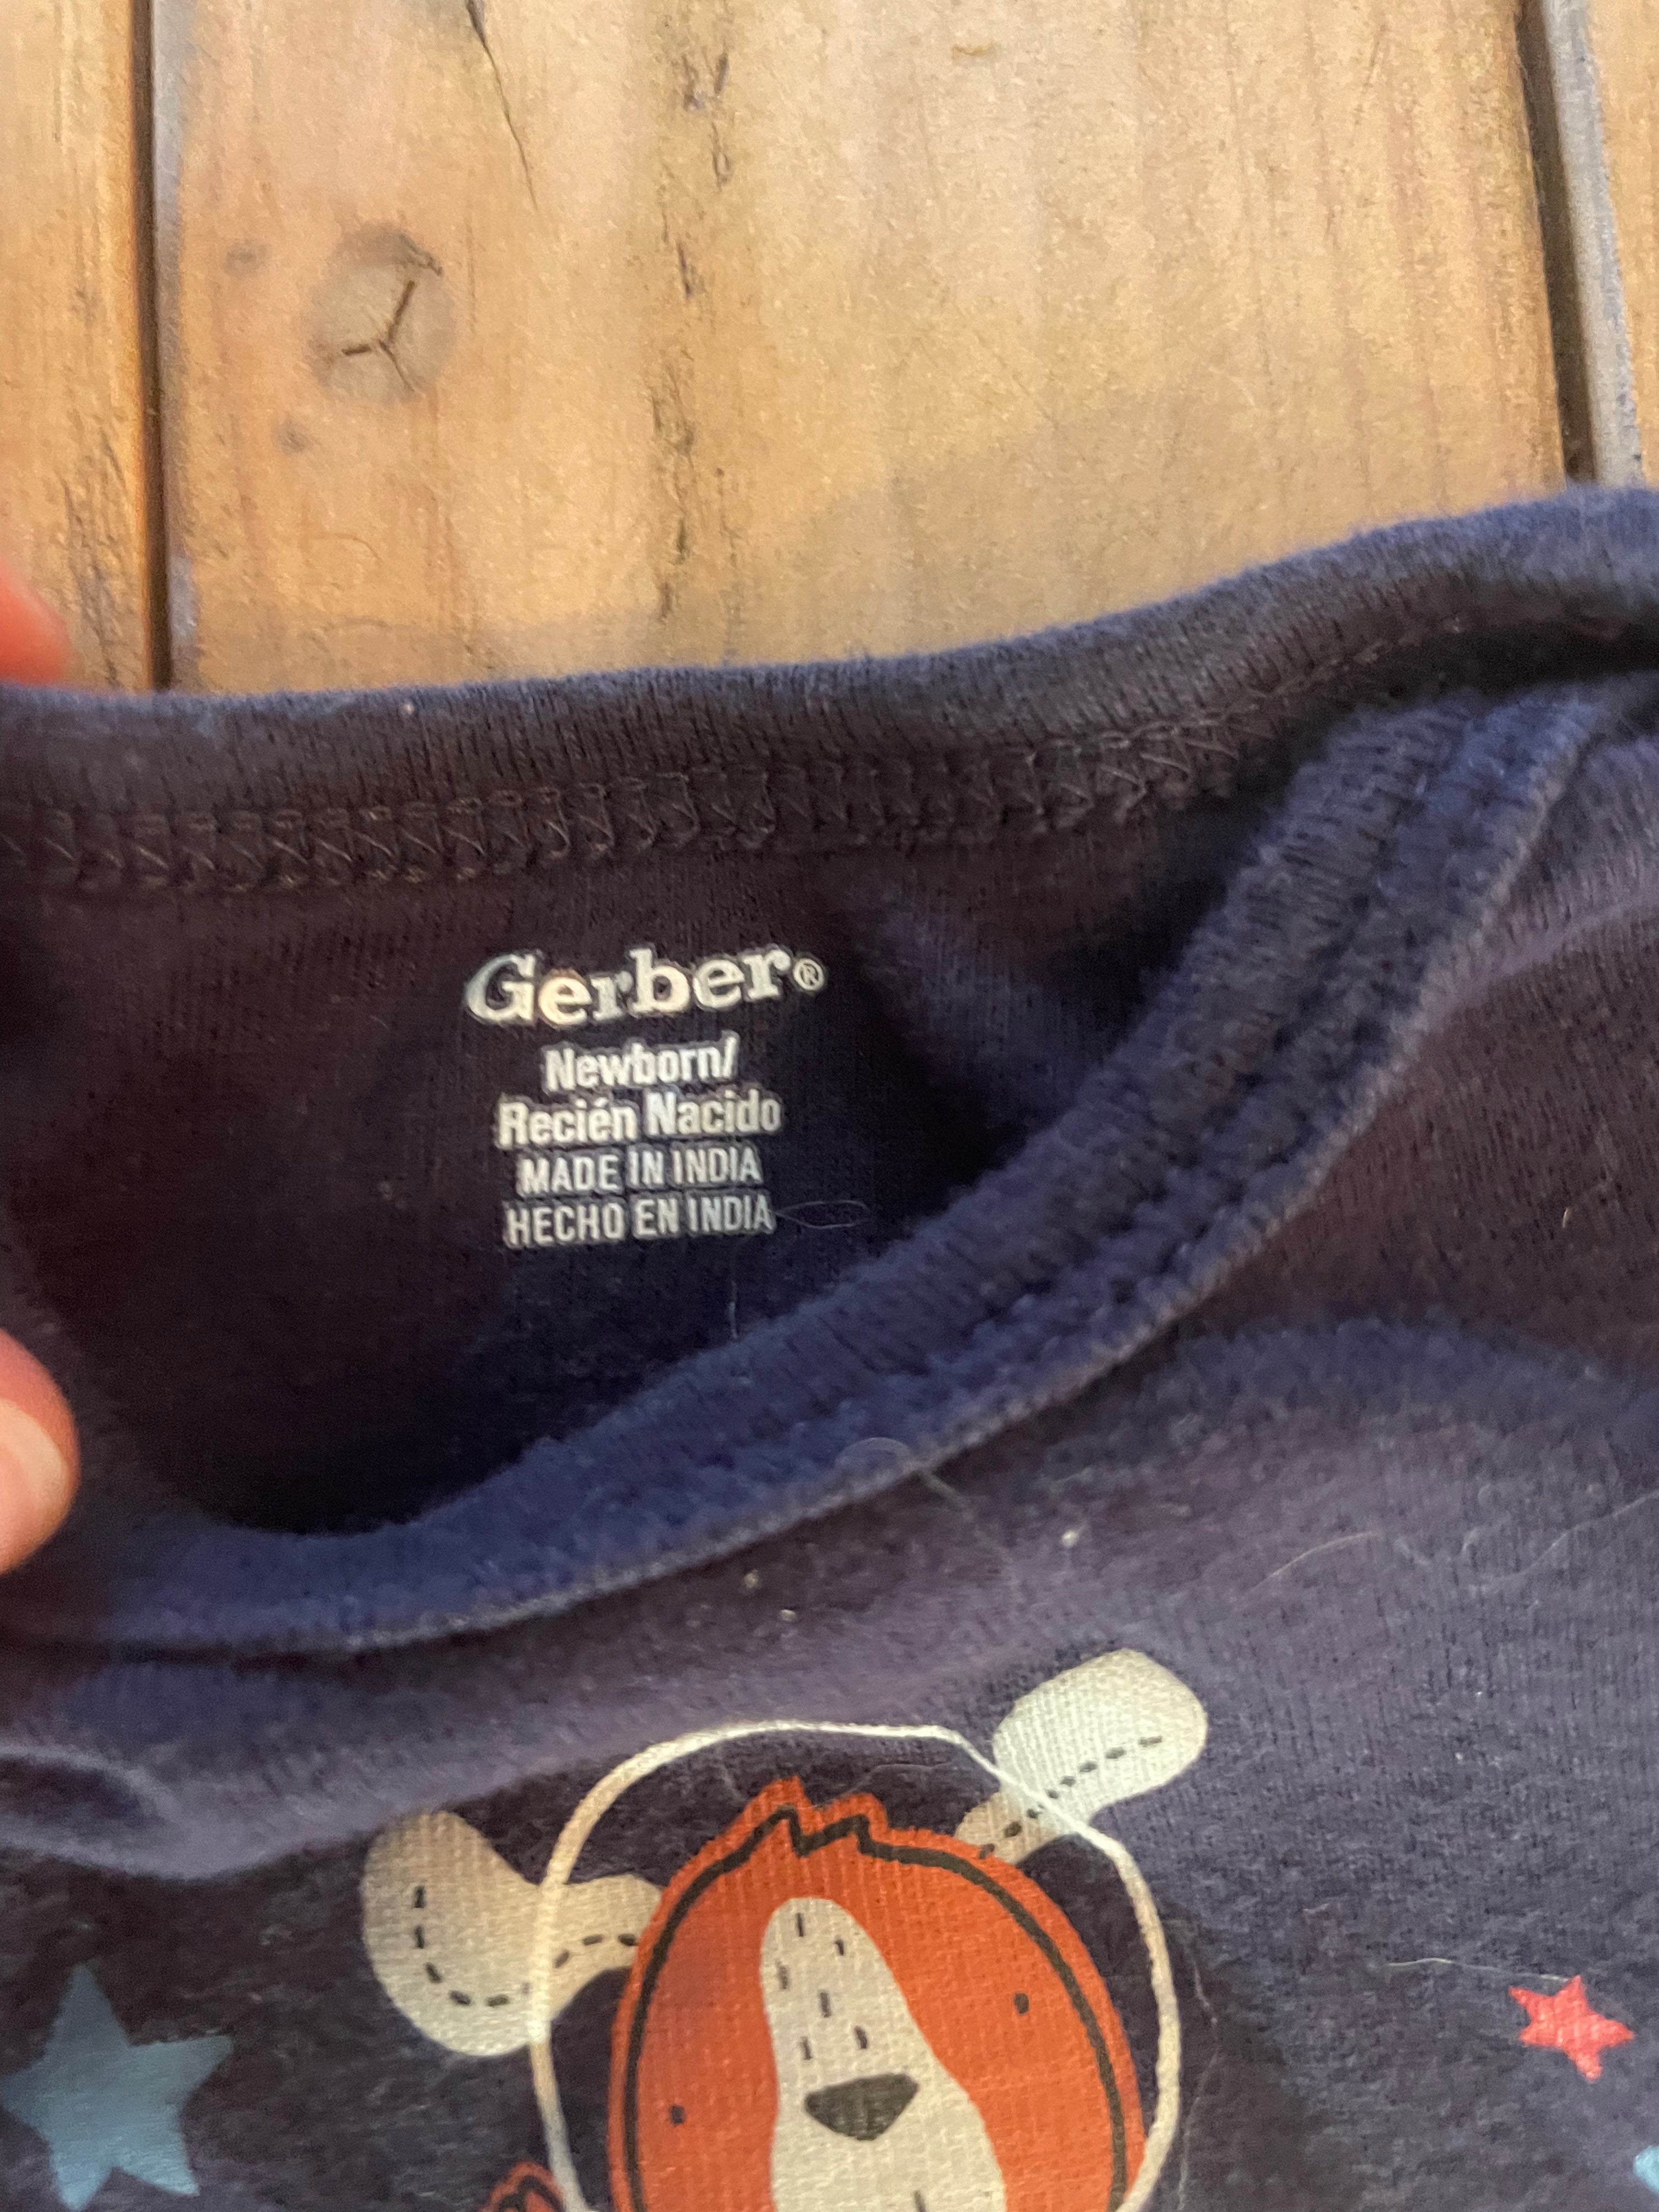 Gerber®
Newborn/
Recién Nacido
MADE IN INDIA
HECHO EN INDIA